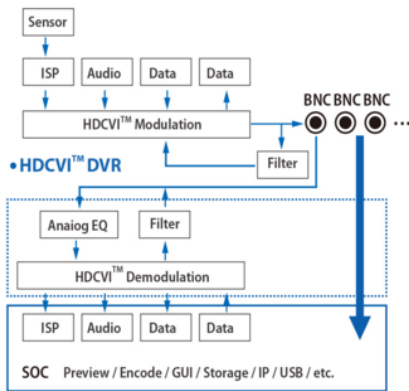 Sensor
ISP Audio Data Data
BNC BNC BNC
HDCVI™ Modulation
...
•HDCVI™ DVR
Filter
Anaiog EQ Filter
HDCVI™ Demodulation
ISP Audio Data Data
SOC Preview / Encode / GUI / Storage / IP / USB / etc.